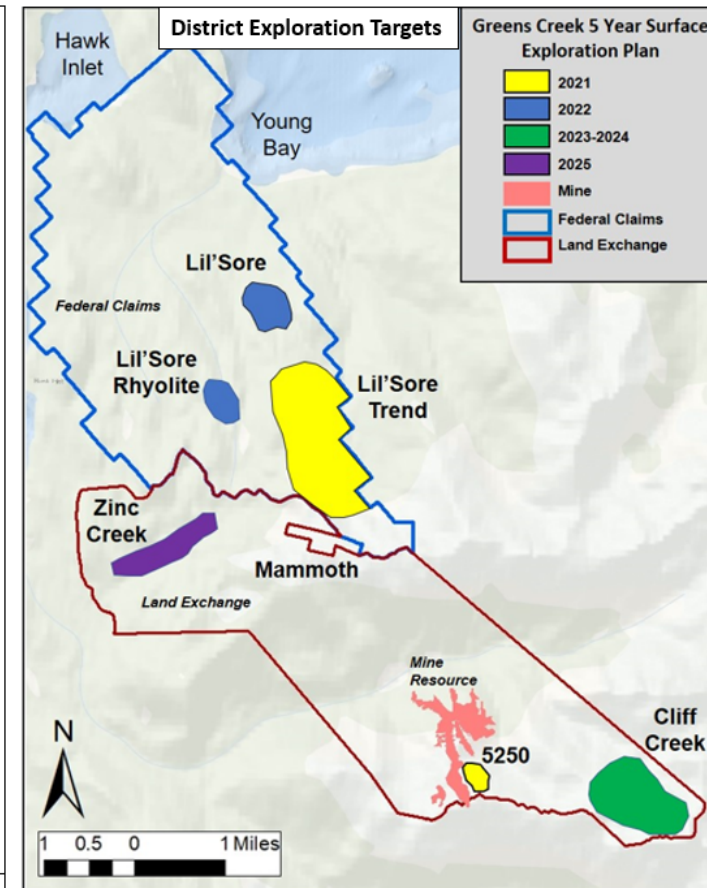 District Exploration Targets
Greens Creek 5 Year Surface
Exploration Plan
2021
2022
2023-2024
2025
Mine
Federal Claims
Land Exchange
Hawk
Inlet
Young
Bay
Lil'Sore
Federal Claims
Lil'Sore
Rhyolite
Lil'Sore
Trend
Zinc
Creek
Mammoth
Land Exchange
Mine
Resource
5250
Cliff
Creek
N
1 0.5 0 1 Miles